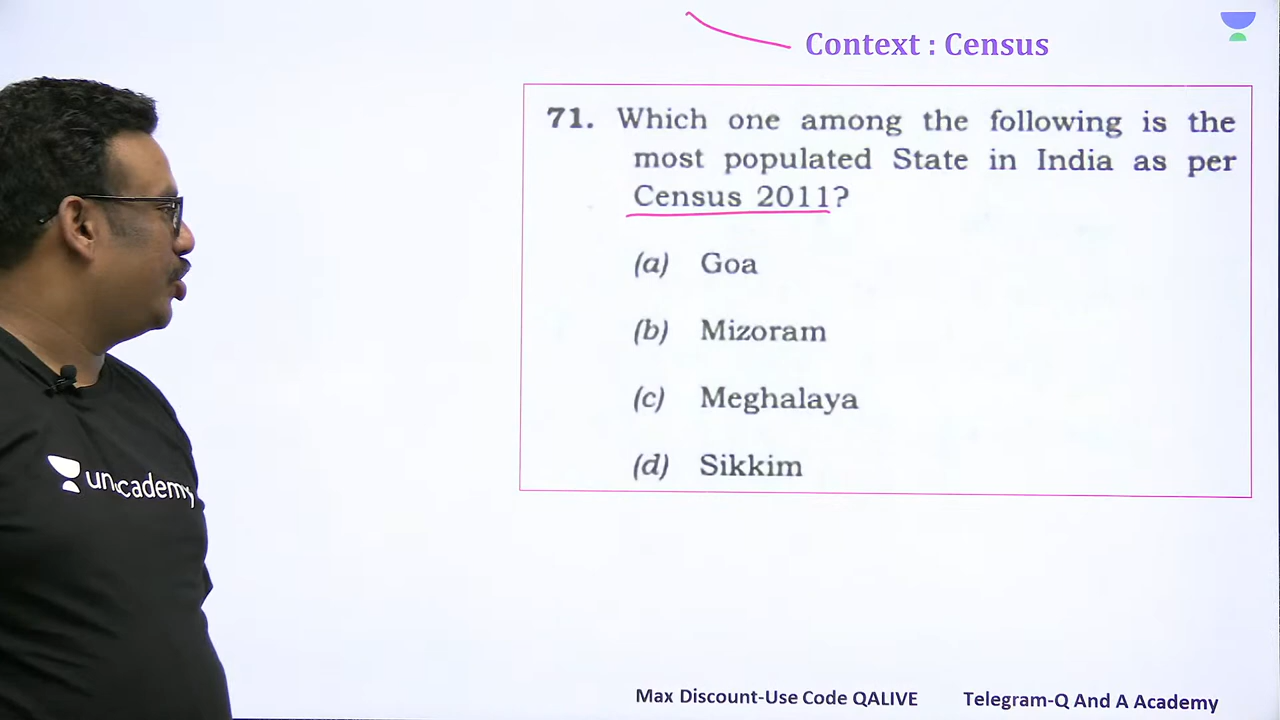 Context : Census
71. Which one among the following is the
most populated State in India as per
Census 2011?
(a) Goa
(b) Mizoram
(c) Meghalaya
(d) Sikkim
unacademy
Max Discount-Use Code QALIVE Telegram-Q And A Academy